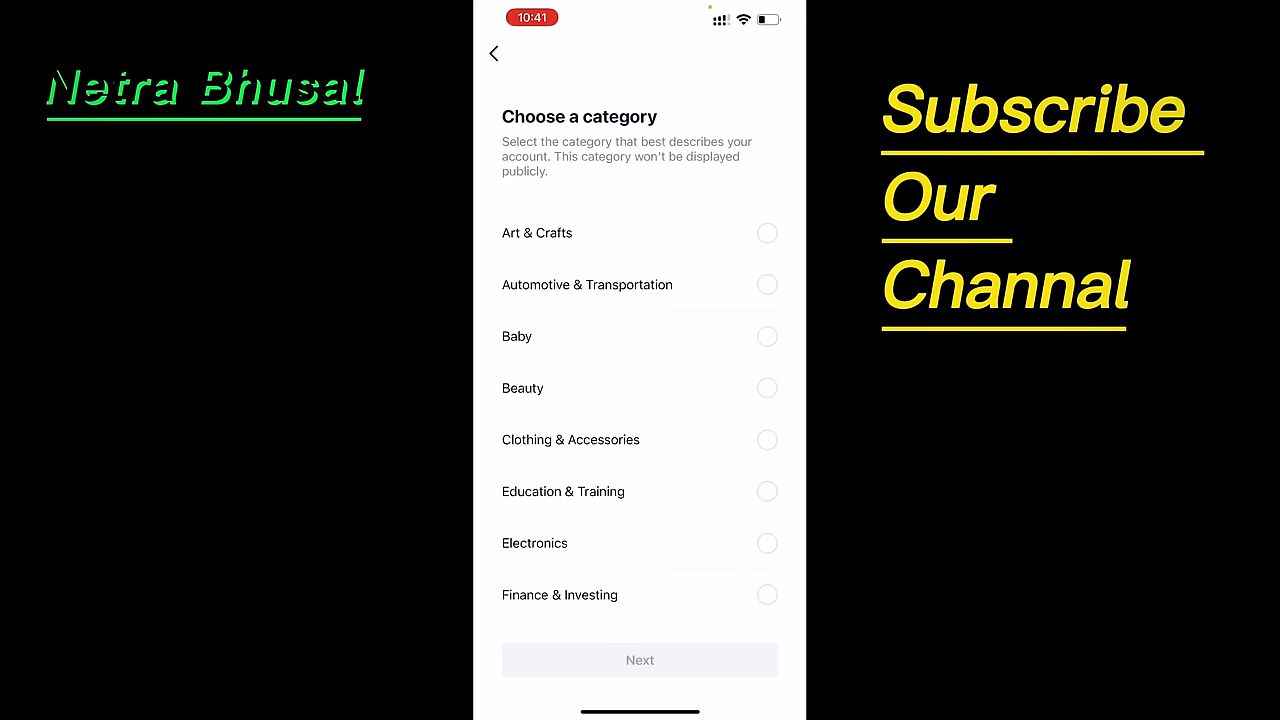 Netra Bhusal
10:41
Choose a category
Select the category that best describes your
account. This category won't be displayed
publicly.
Art & Crafts
Automotive & Transportation
Baby
Beauty
Clothing & Accessories
Education & Training
Electronics
Finance & Investing
Next
Subscribe
Our
Channal